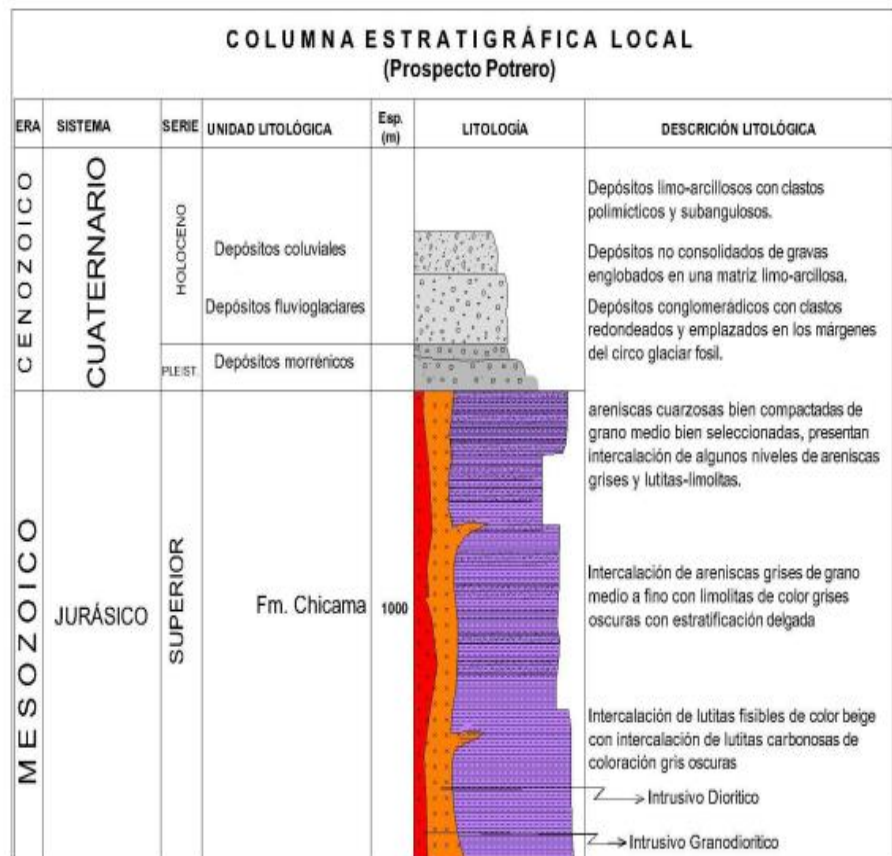 COLUMNA ESTRATIGRÁFICA LOCAL
(Prospecto Potrero)
ERA SISTEMA SERIE UNIDAD LITOLÓGICA Esp. (m) LITOLOGÍA DESCRICIÓN LITOLÓGICA
CENOZOICO
CUATERNARIO
HOLOCENO
Depósitos coluviales
Depósitos fluvioglaciares
PLEIST.
Depósitos morrénicos
Depósitos limo-arcillosos con clastos
polimícticos y subangulosos.
Depósitos no consolidados de gravas
englobados en una matriz limo-arcillosa.
Depósitos conglomerádicos con clastos
redondeados y emplazados en los márgenes
del circo glaciar fosil.
MESOZOICO
JURÁSICO
SUPERIOR
Fm. Chicama
1000
areniscas cuarzosas bien compactadas de
grano medio bien seleccionadas, presentan
intercalación de algunos niveles de areniscas
grises y lutitas-limolitas.
Intercalación de areniscas grises de grano
medio a fino con limolitas de color grises
oscuras con estratificación delgada
Intercalación de lutitas fisibles de color beige
con intercalación de lutitas carbonosas de
coloración gris oscuras
Intrusivo Diorítico
Intrusivo Granodiorítico